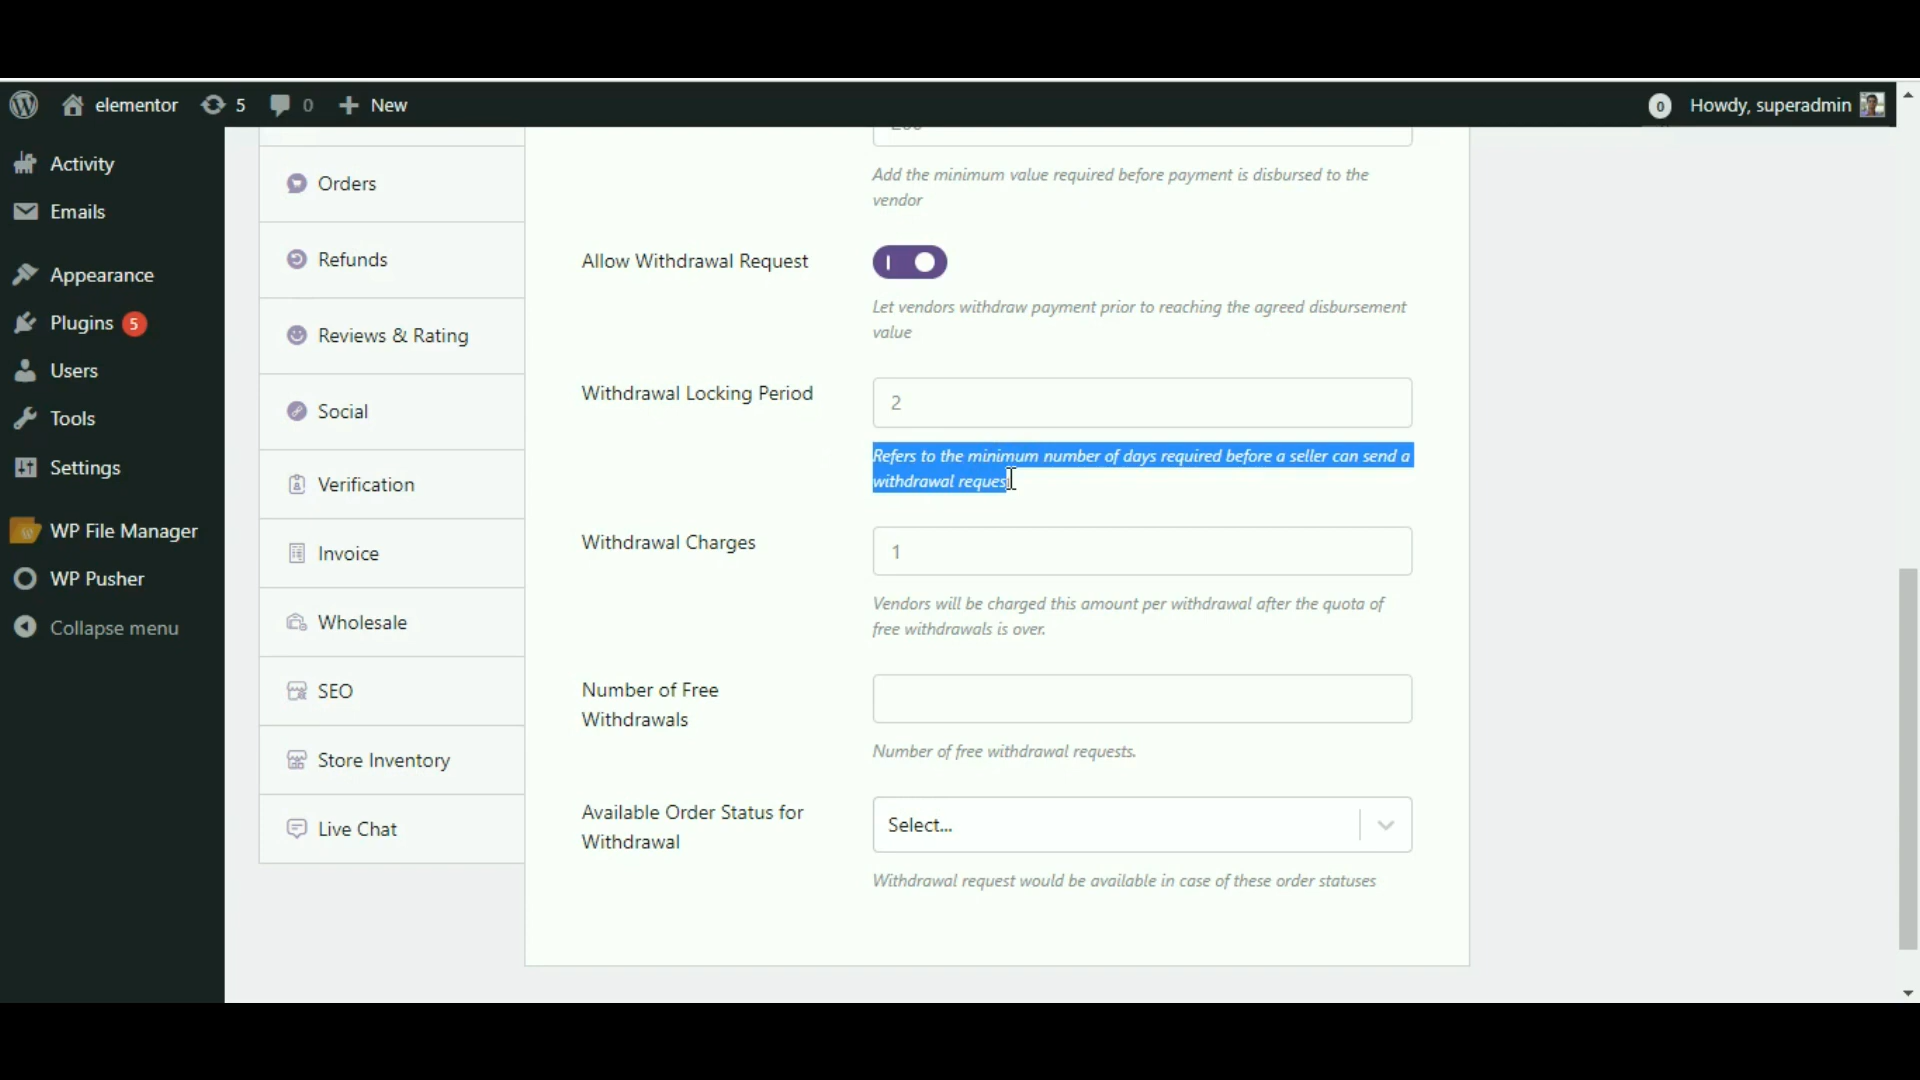 elementor 5 0 New 0 Howdy, superadmin
Activity
Emails
Appearance
Plugins 5
Users
Tools
Settings
WP File Manager
WP Pusher
Collapse menu
Orders
Refunds
Reviews & Rating
Social
Verification
Invoice
Wholesale
SEO
Store Inventory
Live Chat
Add the minimum value required before payment is disbursed to the
vendor
Allow Withdrawal Request
Let vendors withdraw payment prior to reaching the agreed disbursement
value
Withdrawal Locking Period
2
Refers to the minimum number of days required before a seller can send a
withdrawal request
Withdrawal Charges
1
Vendors will be charged this amount per withdrawal after the quota of
free withdrawals is over.
Number of Free
Withdrawals
Number of free withdrawal requests.
Available Order Status for
Withdrawal
Select...
Withdrawal request would be available in case of these order statuses